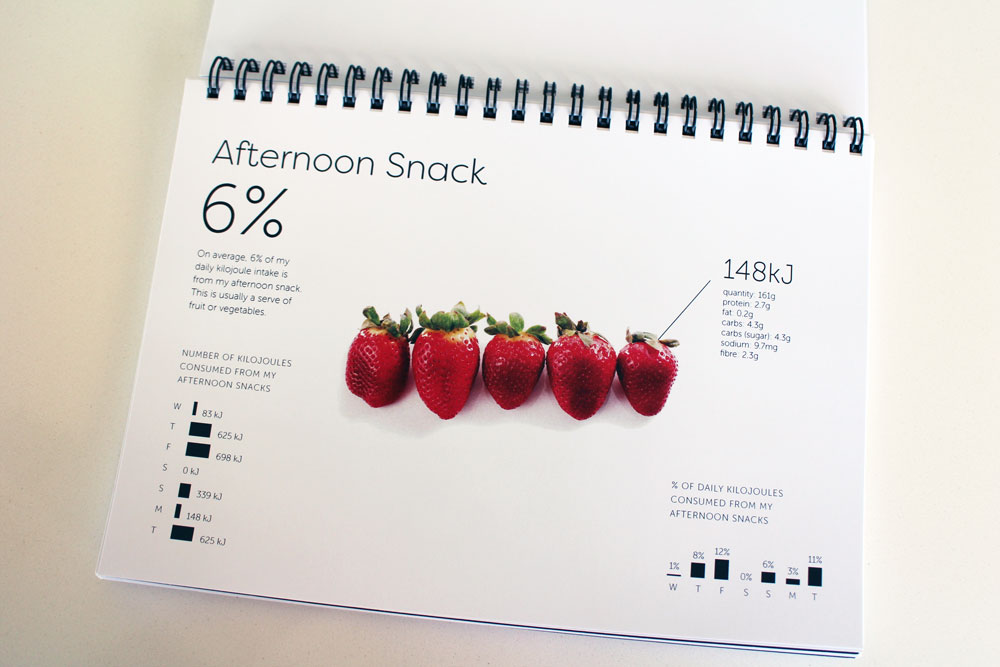 Afternoon Snack
6%
On average, 6% of my
daily kilojoule intake is
from my afternoon snack.
This is usually a serve of
fruit or vegetables.
148kJ
quantity: 161g
protein: 2.7g
fat: 0.2g
carbs: 4.3g
carbs (sugar): 4.3g
sodium: 9.7mg
fibre: 2.3g
NUMBER OF KILOJOULES
CONSUMED FROM MY
AFTERNOON SNACKS
W 83 kJ
T 625 kJ
F 698 kJ
S 0 kJ
S 339 kJ
M 148 kJ
T 625 kJ
% OF DAILY KILOJOULES
CONSUMED FROM MY
AFTERNOON SNACKS
1% 8% 12% 0% 6% 3% 11%
W T F S S M T